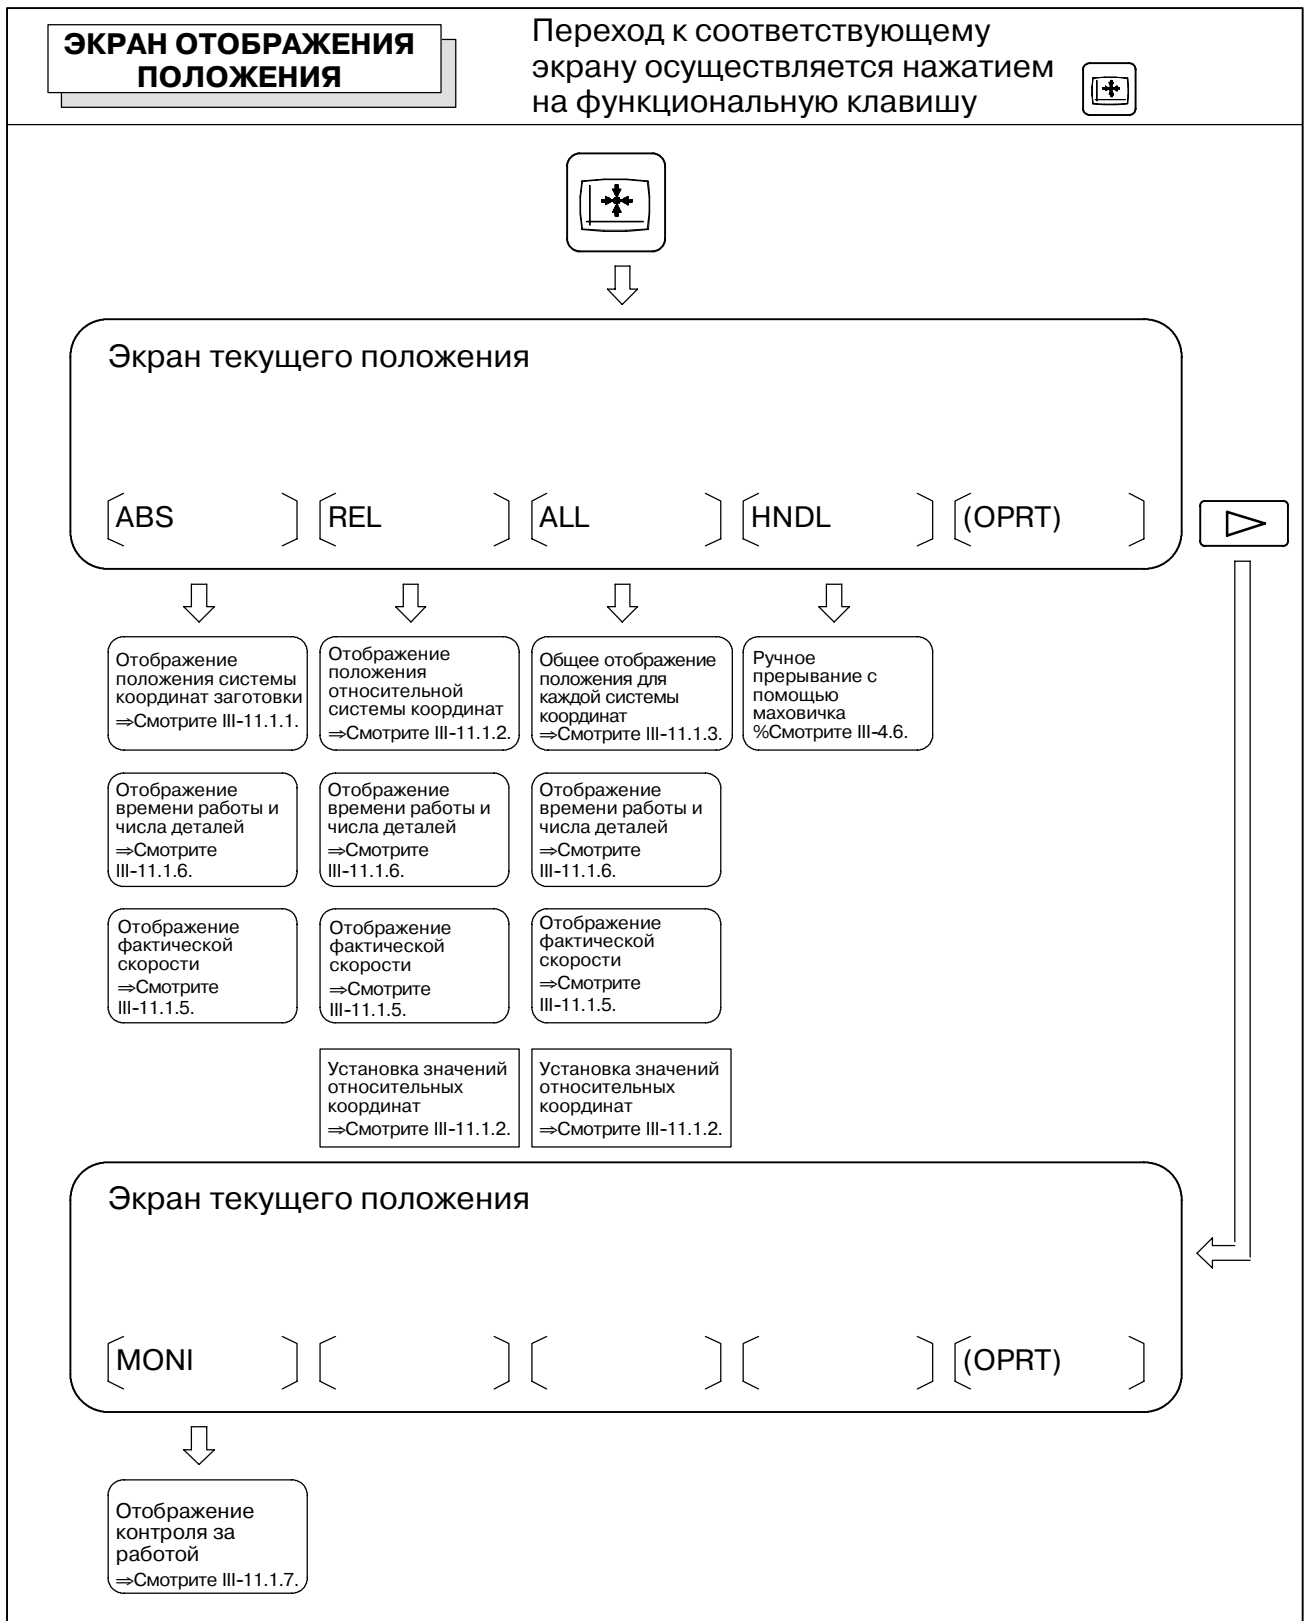 ЭКРАН ОТОБРАЖЕНИЯ
ПОЛОЖЕНИЯ
Переход к соответствующему
экрану осуществляется нажатием
на функциональную клавишу
Экран текущего положения
ABS
REL
ALL
HNDL
(OPRT)
Отображение
положения системы
координат заготовки
⇒Смотрите III-11.1.1.
Отображение
положения
относительной
системы координат
⇒Смотрите III-11.1.2.
Общее отображение
положения для
каждой системы
координат
⇒Смотрите III-11.1.3.
Ручное
прерывание с
помощью
маховичка
%Смотрите III-4.6.
Отображение
времени работы и
числа деталей
⇒Смотрите
III-11.1.6.
Отображение
времени работы и
числа деталей
⇒Смотрите
III-11.1.6.
Отображение
времени работы и
числа деталей
⇒Смотрите
III-11.1.6.
Отображение
фактической
скорости
⇒Смотрите
III-11.1.5.
Отображение
фактической
скорости
⇒Смотрите
III-11.1.5.
Отображение
фактической
скорости
⇒Смотрите
III-11.1.5.
Установка значений
относительных
координат
⇒Смотрите III-11.1.2.
Установка значений
относительных
координат
⇒Смотрите III-11.1.2.
Экран текущего положения
MONI
(OPRT)
Отображение
контроля за
работой
⇒Смотрите III-11.1.7.